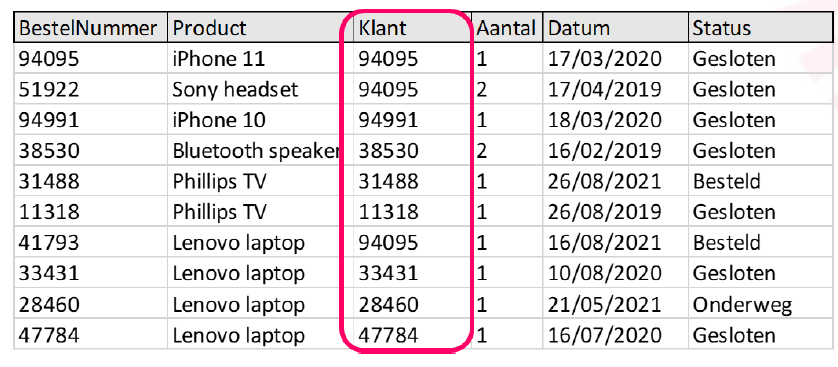 BestelNummer Product Klant Aantal Datum Status
94095 iPhone 11 94095 1 17/03/2020 Gesloten
51922 Sony headset 94095 2 17/04/2019 Gesloten
94991 iPhone 10 94991 1 18/03/2020 Gesloten
38530 Bluetooth speaker 38530 2 16/02/2019 Gesloten
31488 Phillips TV 31488 1 26/08/2021 Besteld
11318 Phillips TV 11318 1 26/08/2019 Gesloten
41793 Lenovo laptop 94095 1 16/08/2021 Besteld
33431 Lenovo laptop 33431 1 10/08/2020 Gesloten
28460 Lenovo laptop 28460 1 21/05/2021 Onderweg
47784 Lenovo laptop 47784 1 16/07/2020 Gesloten